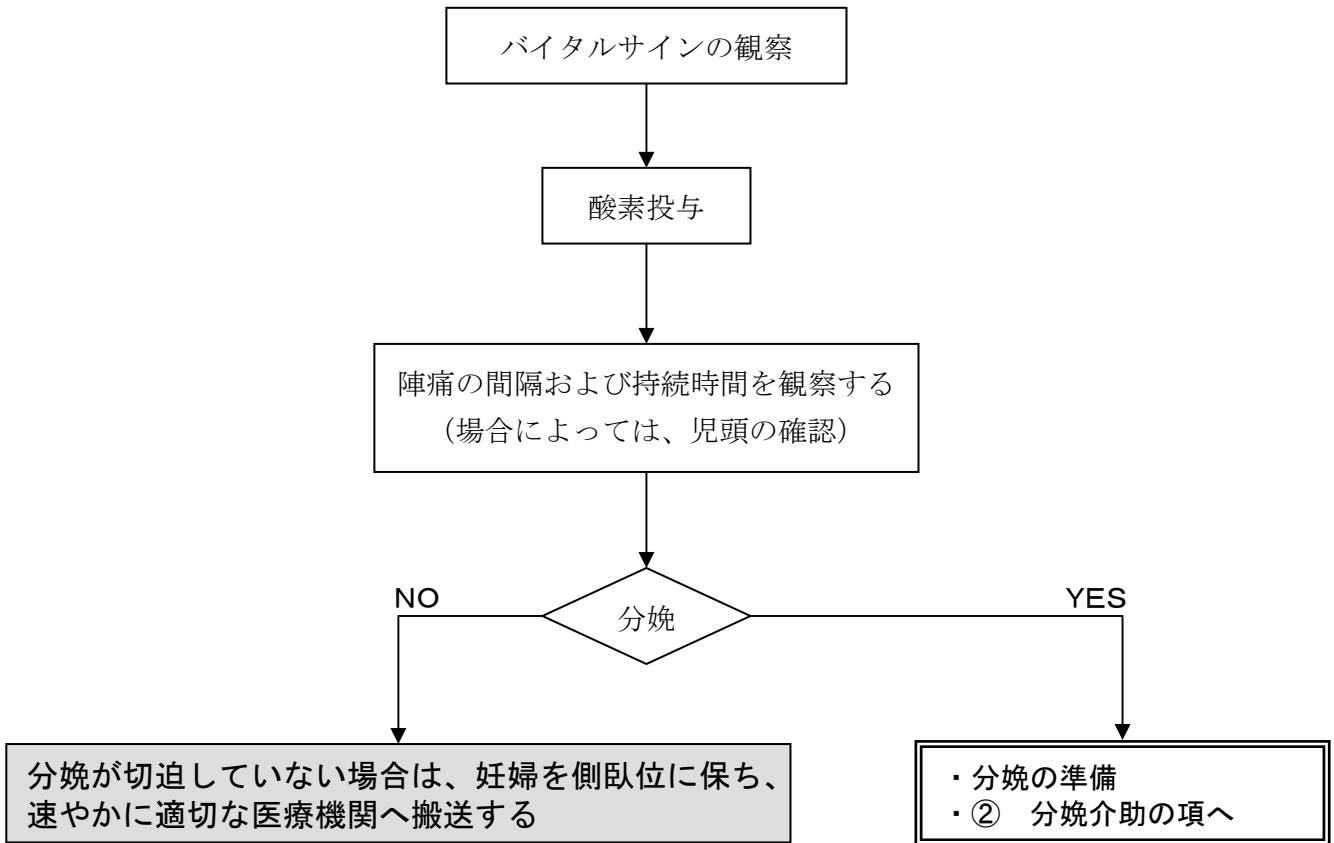 バイタルサインの観察
酸素投与
陣痛の間隔および持続時間を観察する
（場合によっては、児頭の確認）
分娩
NO
YES
分娩が切迫していない場合は、妊婦を側臥位に保ち、
速やかに適切な医療機関へ搬送する
・分娩の準備
・②　分娩介助の項へ